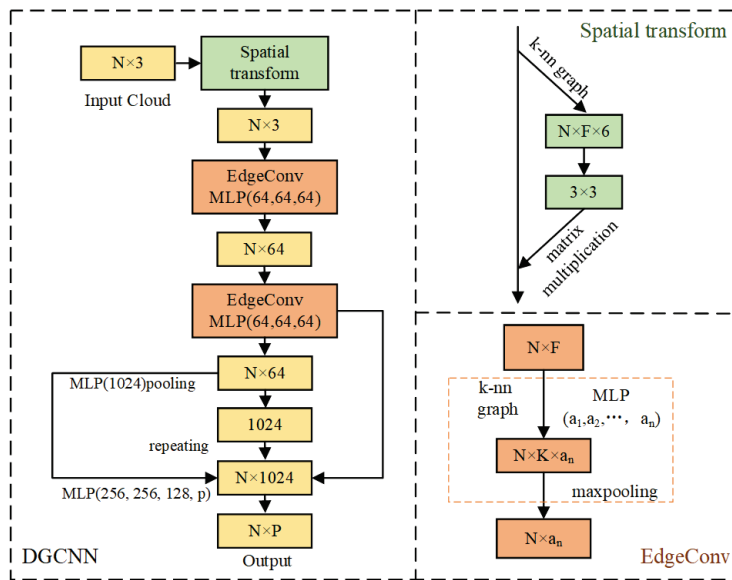 N×3
Input Cloud
Spatial
transform
N×3
EdgeConv
MLP(64,64,64)
N×64
EdgeConv
MLP(64,64,64)
N×64
MLP(1024)pooling
1024
repeating
N×1024
MLP(256, 256, 128, p)
N×P
Output
DGCNN
Spatial transform
k-nn graph
N×F×6
3×3
matrix
multiplication
N×F
k-nn
graph
MLP
(a₁,a₂,⋯, aₙ)
N×K×aₙ
maxpooling
N×aₙ
EdgeConv